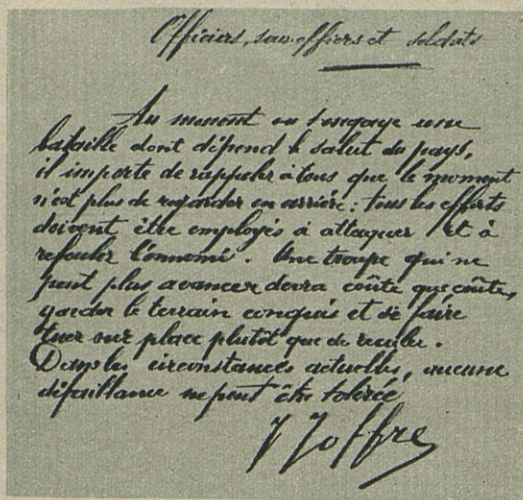 Officiers, sous-officiers et soldats
Au moment où s'engage une
bataille dont dépend le salut du pays,
il importe de rappeler à tous que le moment
n'est plus de regarder en arrière : tous les efforts
doivent être employés à attaquer et à
refouler l'ennemi. Une troupe qui ne
peut plus avancer devra coûte que coûte,
garder le terrain conquis et se faire
tuer sur place plutôt que de reculer.
Dans les circonstances actuelles, aucune
défaillance ne peut être tolérée
J Joffre